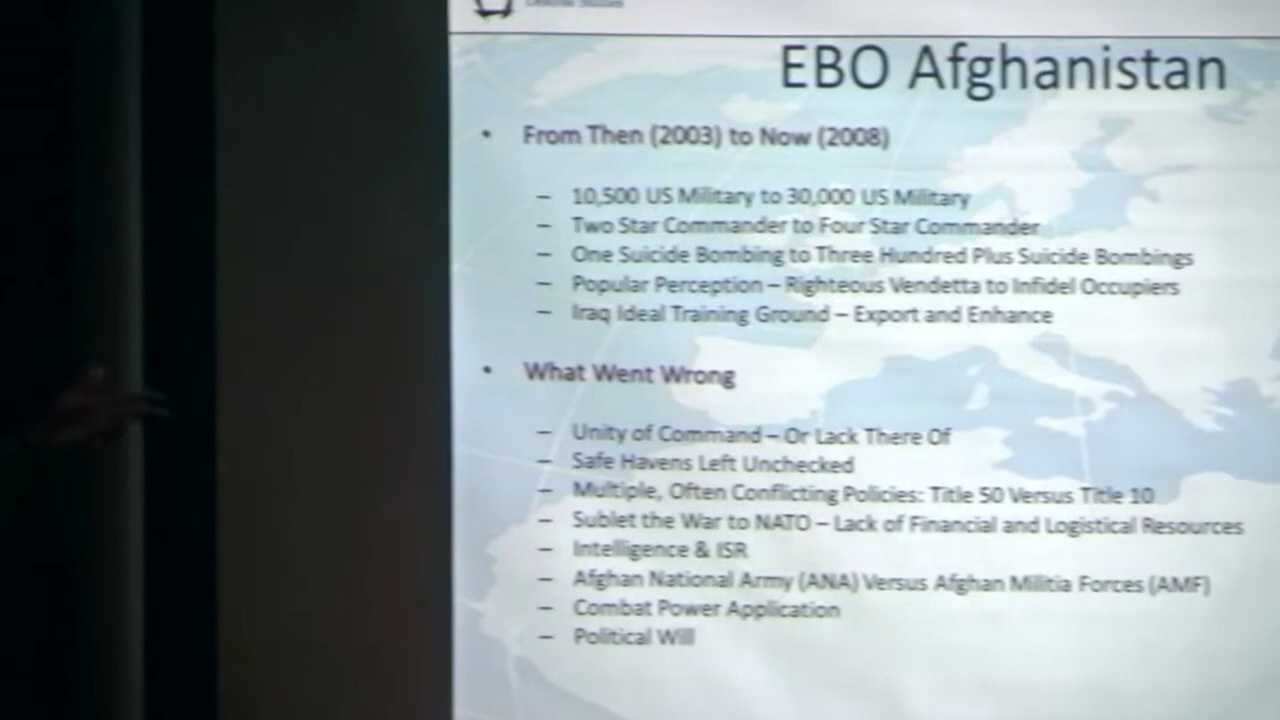 EBO Afghanistan
• From Then (2003) to Now (2008)
– 10,500 US Military to 30,000 US Military
– Two Star Commander to Four Star Commander
– One Suicide Bombing to Three Hundred Plus Suicide Bombings
– Popular Perception – Righteous Vendetta to Infidel Occupiers
– Iraq Ideal Training Ground – Export and Enhance
• What Went Wrong
– Unity of Command – Or Lack There Of
– Safe Havens Left Unchecked
– Multiple, Often Conflicting Policies: Title 50 Versus Title 10
– Sublet the War to NATO – Lack of Financial and Logistical Resources
– Intelligence & ISR
– Afghan National Army (ANA) Versus Afghan Militia Forces (AMF)
– Combat Power Application
– Political Will